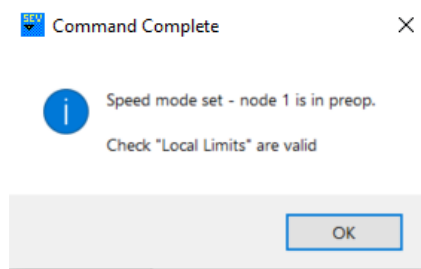 SEV
Command Complete
Speed mode set - node 1 is in preop.
Check "Local Limits" are valid
OK